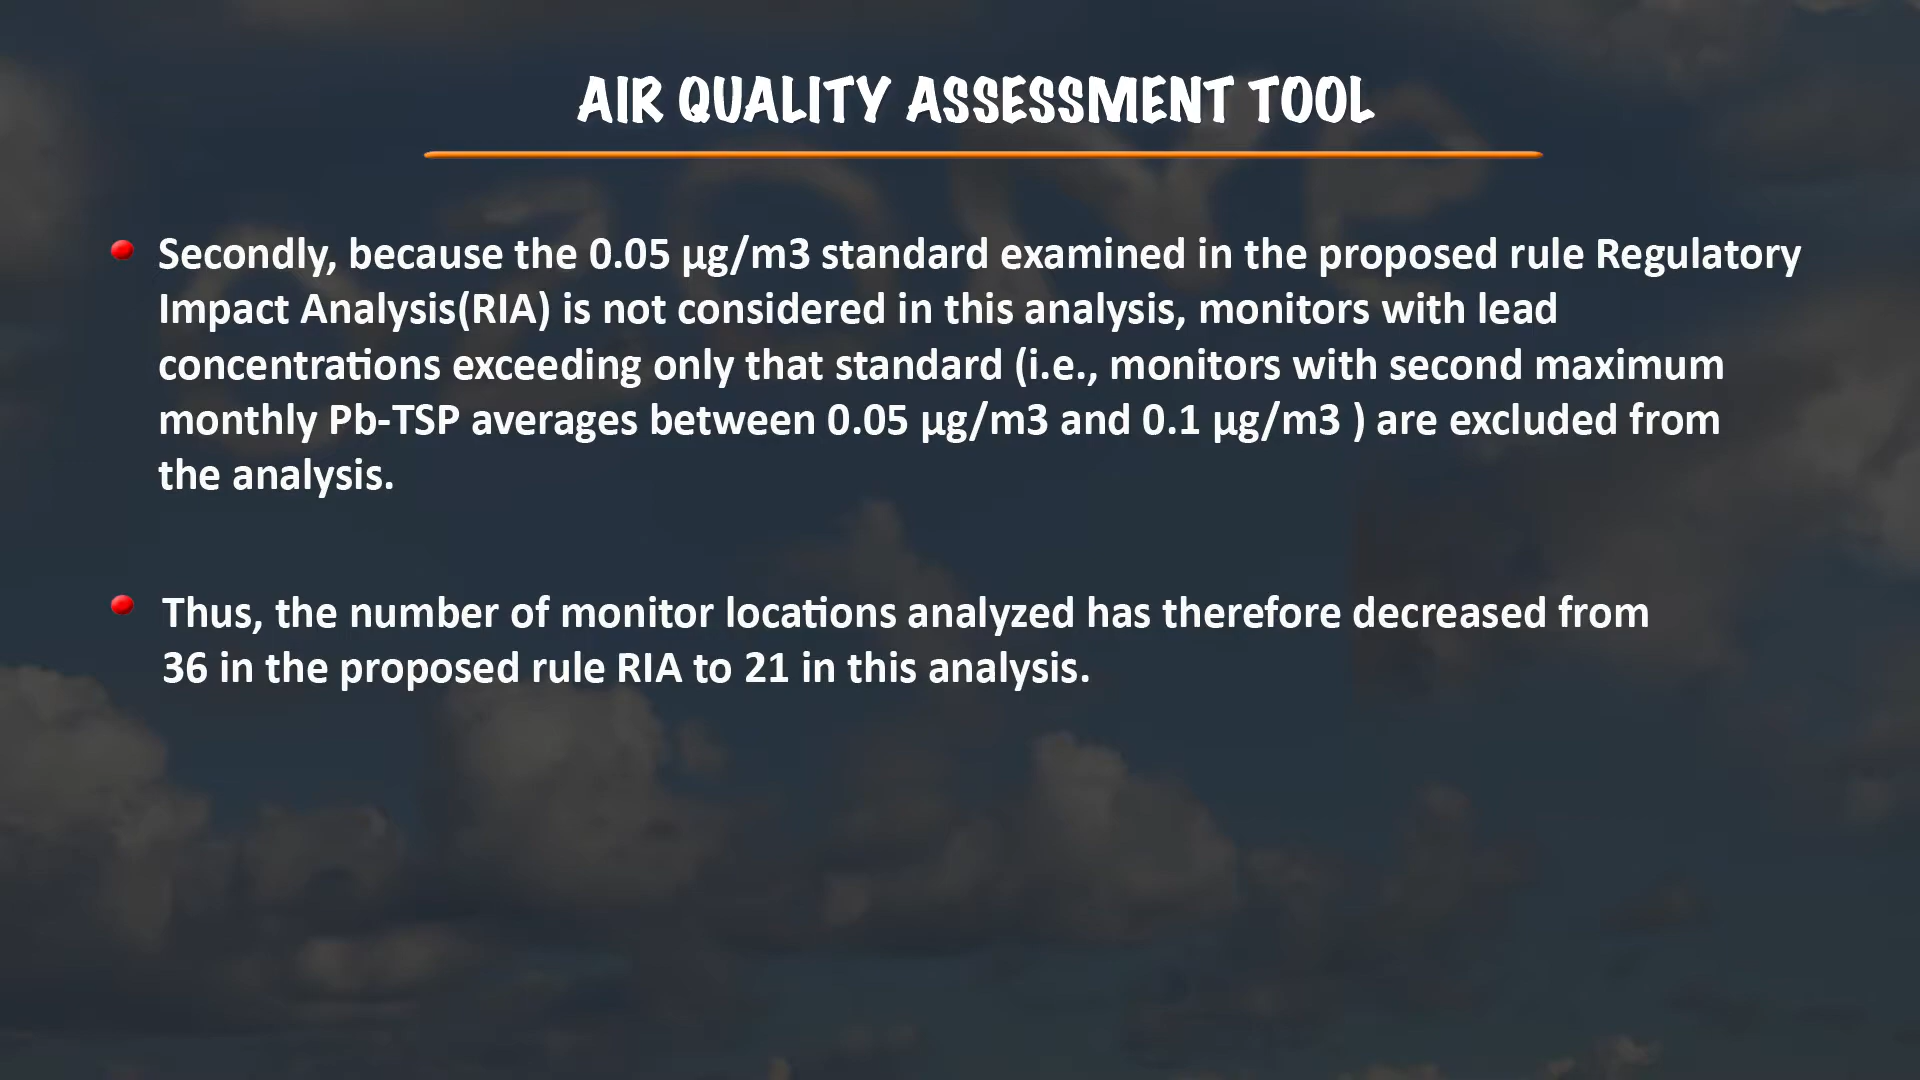 AIR QUALITY ASSESSMENT TOOL
Secondly, because the 0.05 µg/m3 standard examined in the proposed rule Regulatory
Impact Analysis(RIA) is not considered in this analysis, monitors with lead
concentrations exceeding only that standard (i.e., monitors with second maximum
monthly Pb-TSP averages between 0.05 µg/m3 and 0.1 µg/m3 ) are excluded from
the analysis.
Thus, the number of monitor locations analyzed has therefore decreased from
36 in the proposed rule RIA to 21 in this analysis.